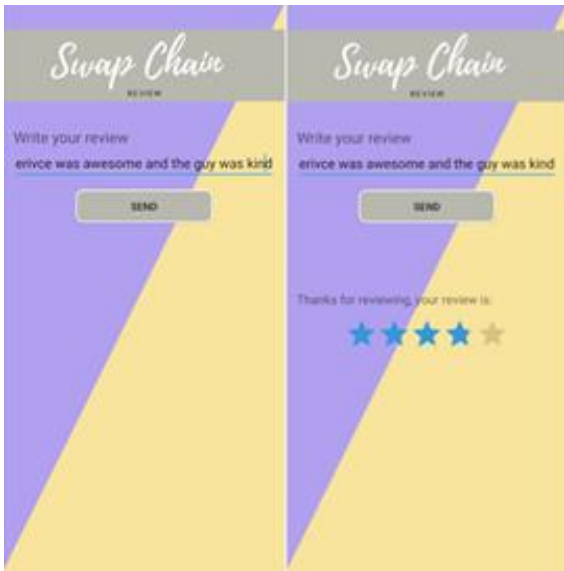 Swap Chain
REVIEW
Write your review
erivce was awesome and the guy was kind
SEND
Swap Chain
REVIEW
Write your review
erivce was awesome and the guy was kind
SEND
Thanks for reviewing, your review is: